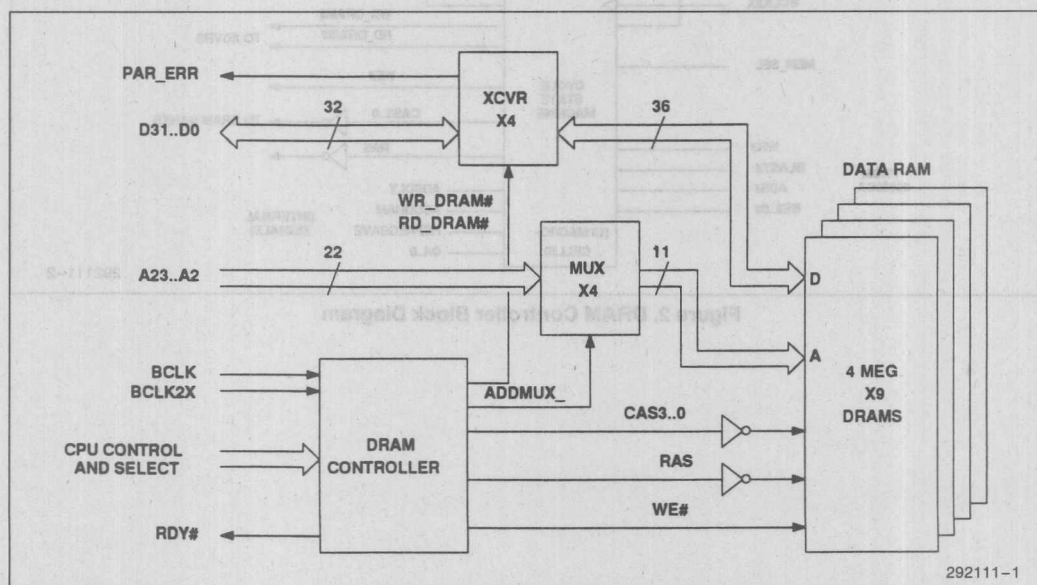 PAR_ERR
XCVR
X4
D31..D0
32
36
DATA RAM
WR_DRAM#
RD_DRAM#
A23..A2
22
MUX
X4
11
D
A
BCLK
BCLK2X
ADDMUX_
DRAM
CONTROLLER
CPU CONTROL
AND SELECT
CAS3..0
RAS
WE#
4 MEG
X9
DRAMS
RDY#
292111-1
Figure 2. DRAM Controller Block Diagram
292111-2